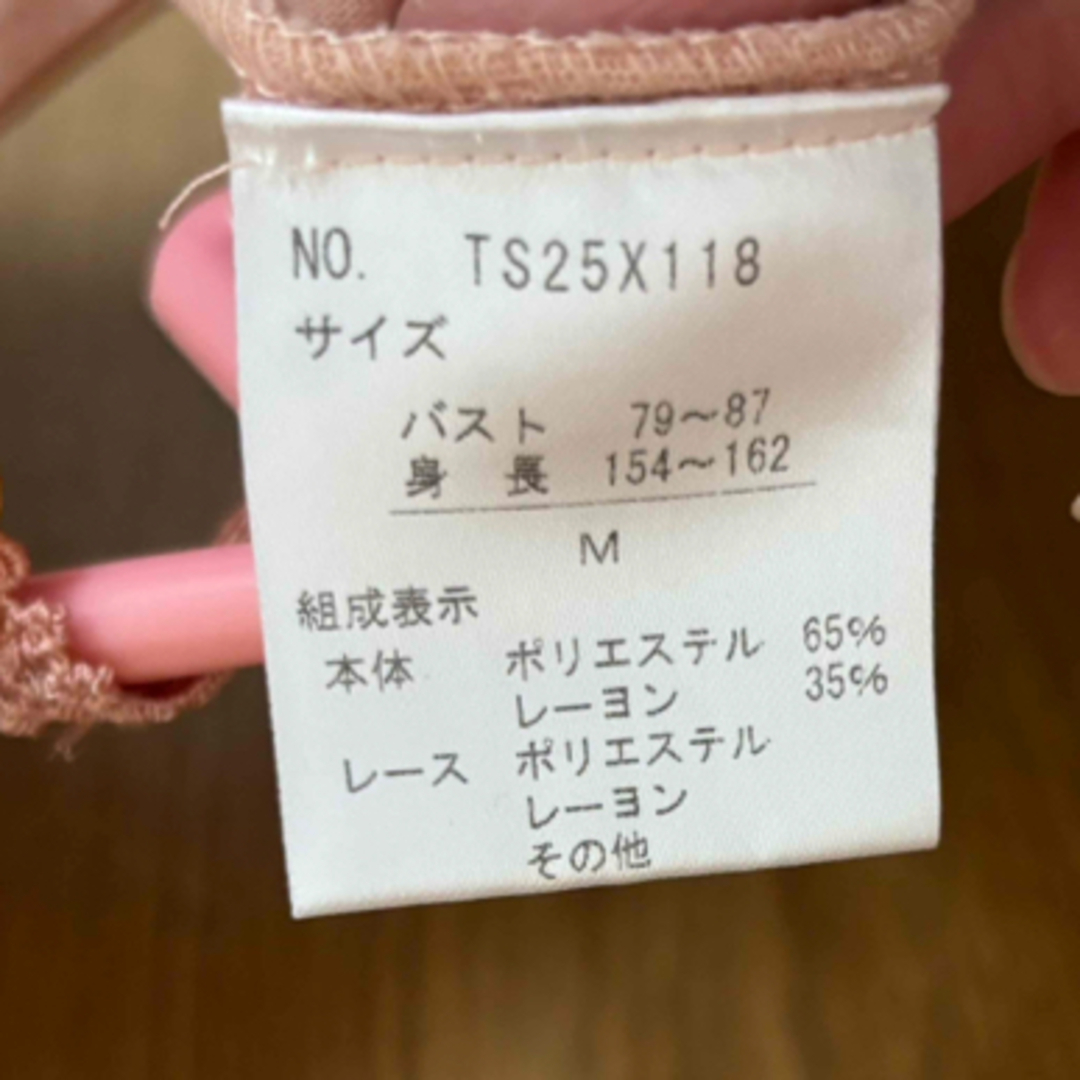 NO. TS25X118
サイズ
バスト 79～87
身 長 154～162
M
組成表示
本体 ポリエステル 65%
レーヨン 35%
レース ポリエステル
レーヨン
その他